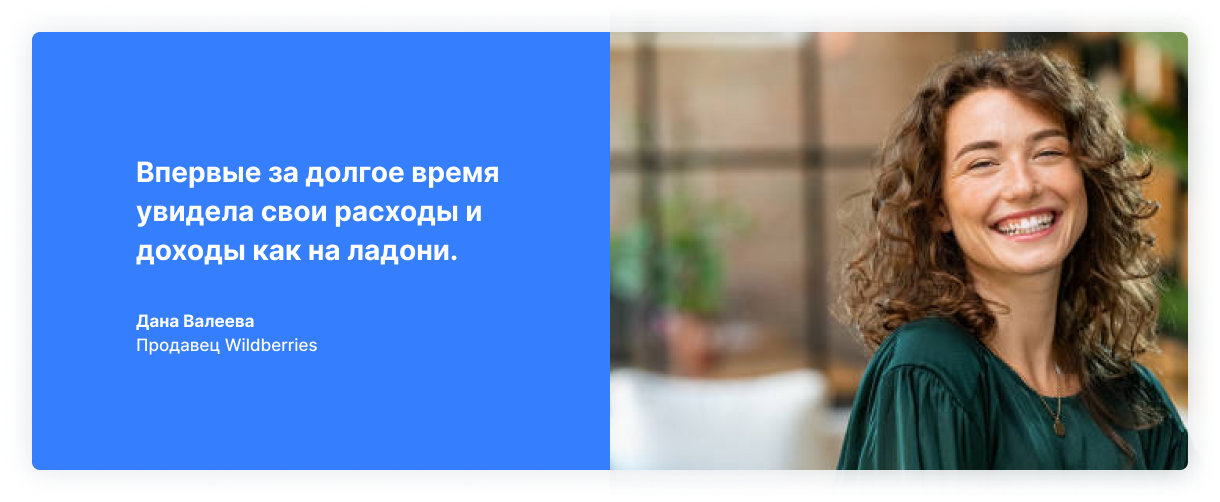 Впервые за долгое время
увидела свои расходы и
доходы как на ладони.
Дана Валеева
Продавец Wildberries